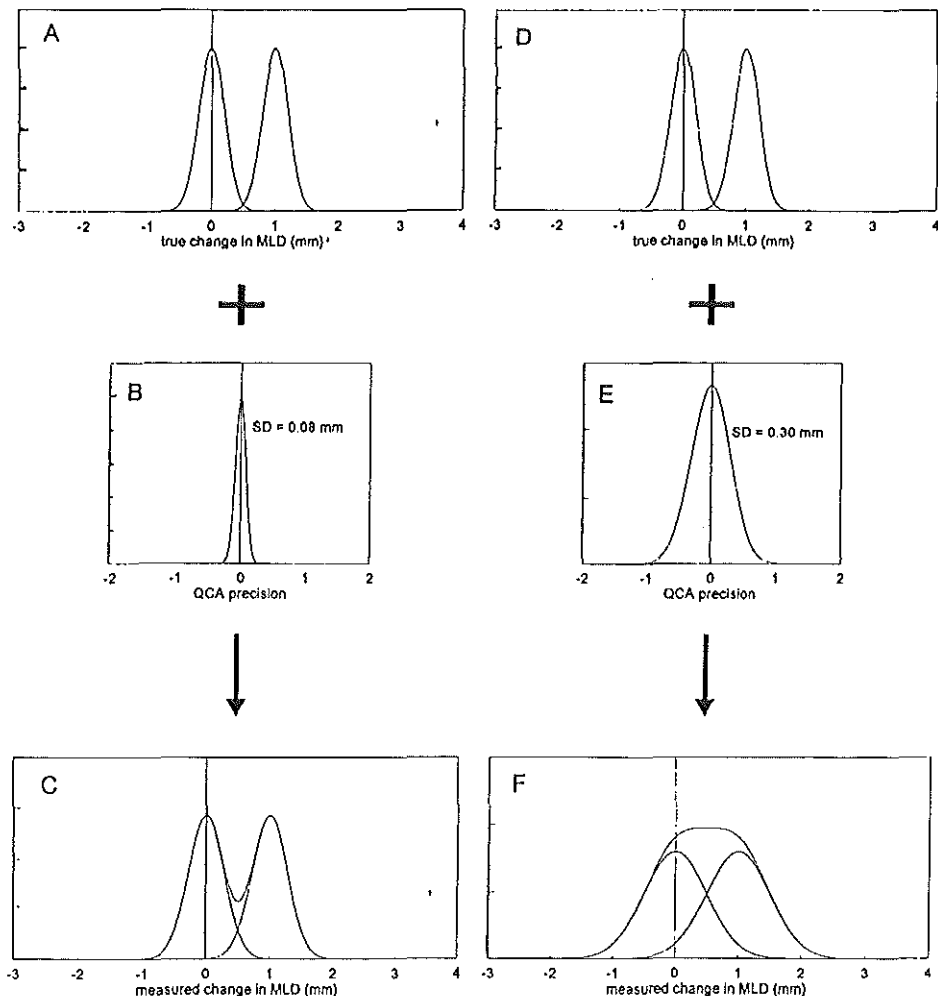 A
-3 -2 -1 0 1 2 3 4
true change in MLD (mm)
D
-3 -2 -1 0 1 2 3 4
true change in MLD (mm)
B
SD = 0.08 mm
-2 -1 0 1 2
QCA precision
E
SD = 0.30 mm
-2 -1 0 1 2
QCA precision
C
-3 -2 -1 0 1 2 3 4
measured change in MLD (mm)
F
-3 -2 -1 0 1 2 3 4
measured change in MLD (mm)